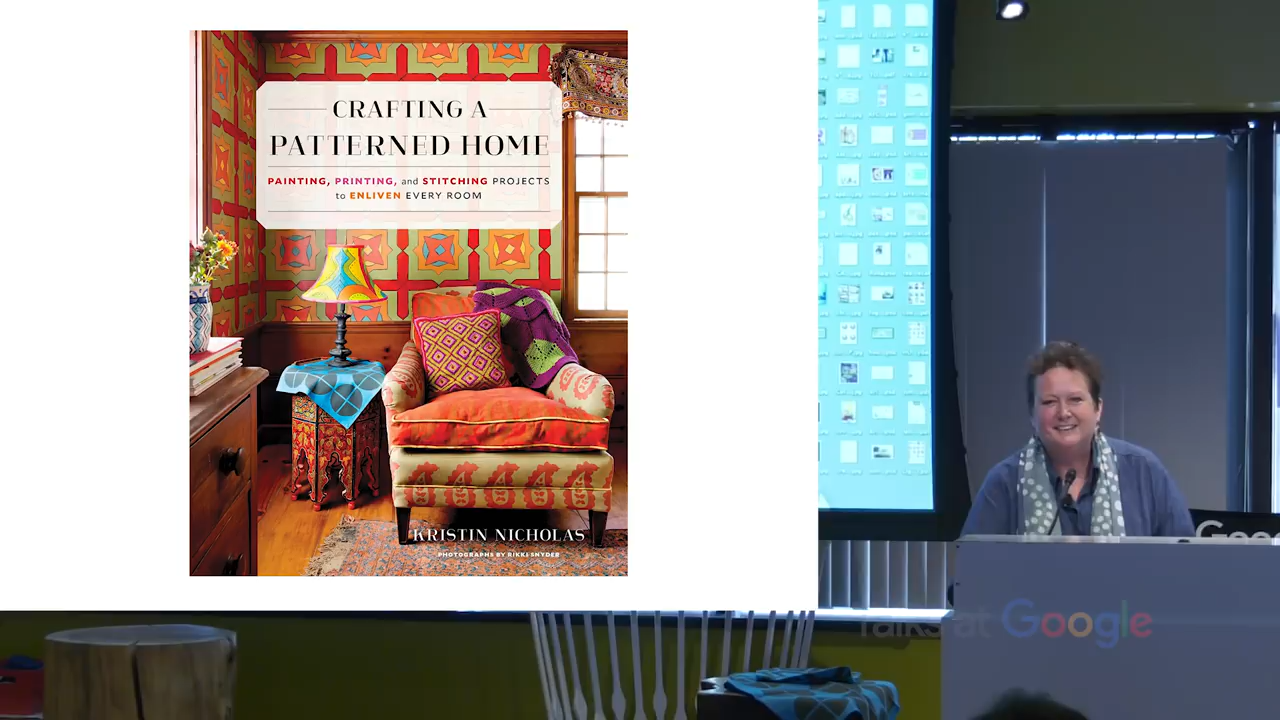 CRAFTING A
PATTERNED HOME
PAINTING, PRINTING, and STITCHING PROJECTS
to ENLIVEN EVERY ROOM
KRISTIN NICHOLAS
PHOTOGRAPHS BY RIKKI SNYDER
Talks at Google